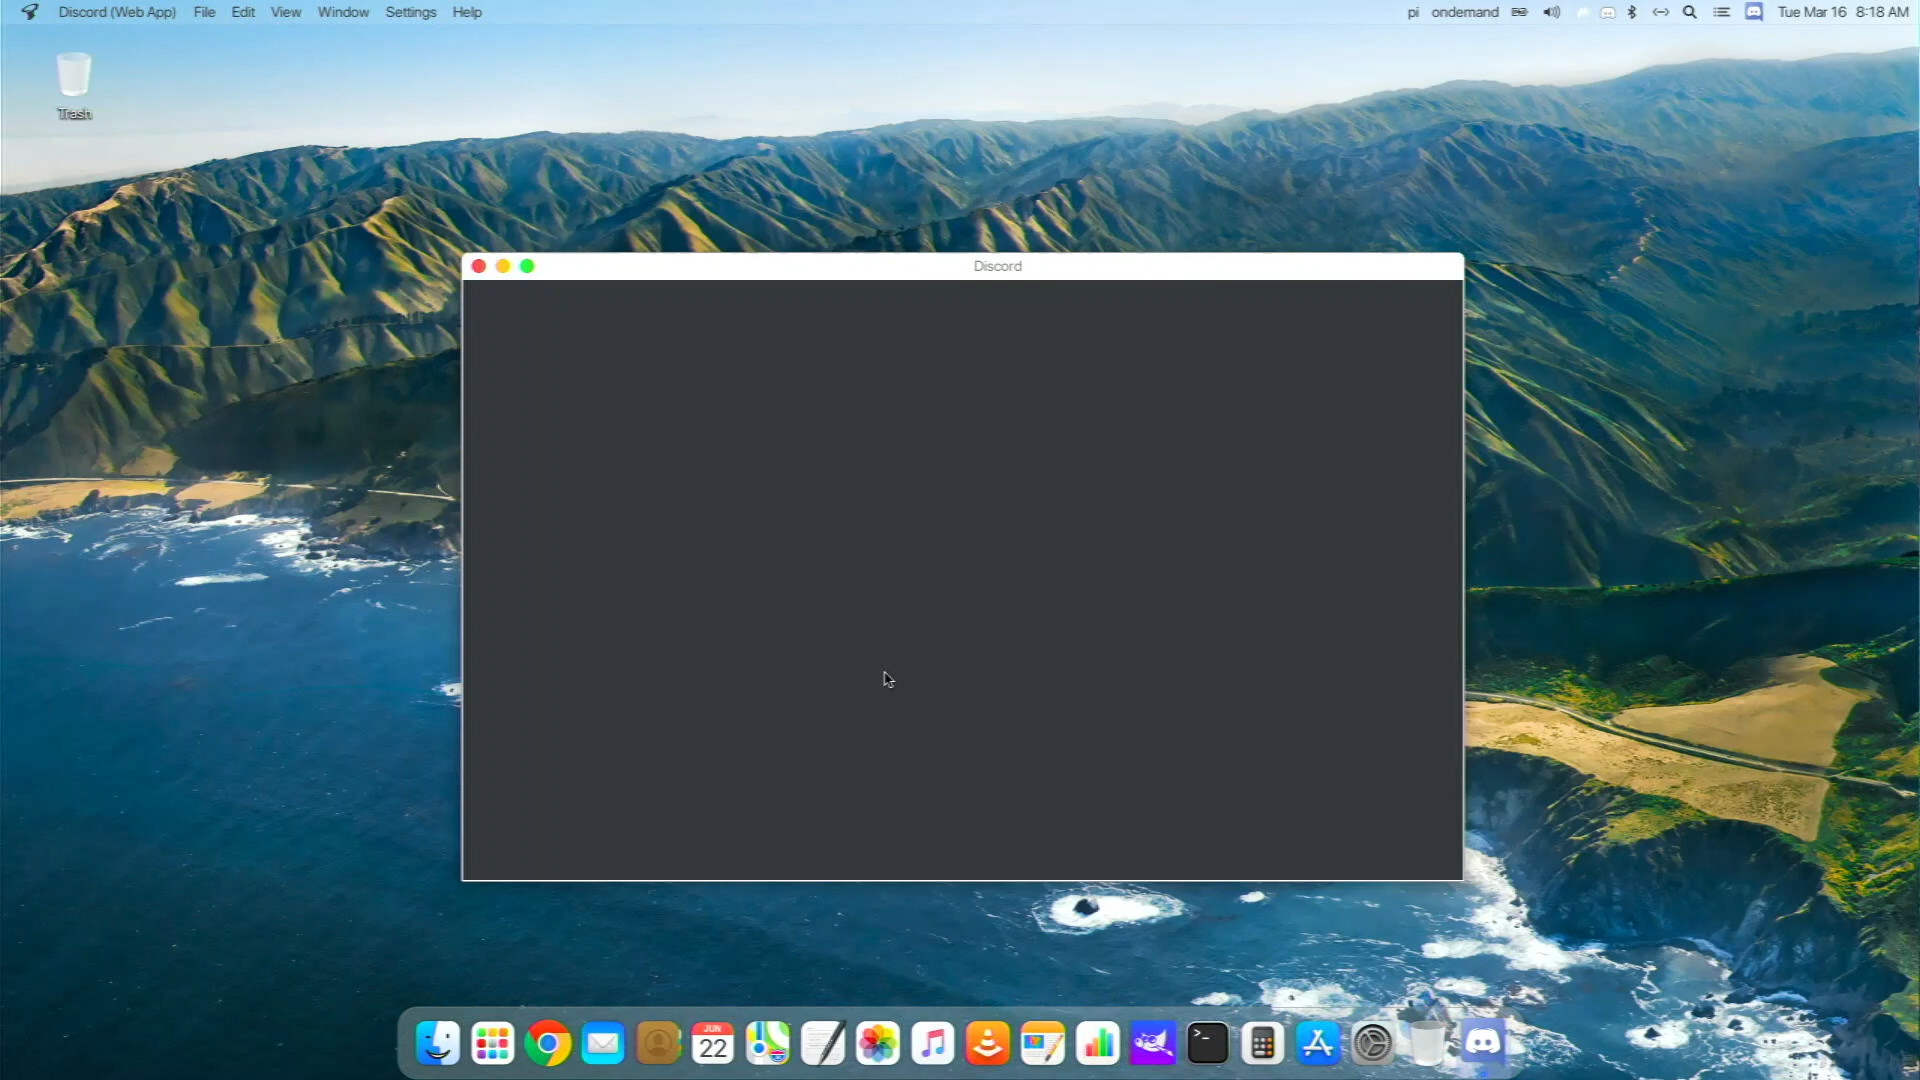 Discord (Web App) File Edit View Window Settings Help pi ondemand Tue Mar 16 8:18 AM
Trash
Discord
JUN
22
>_